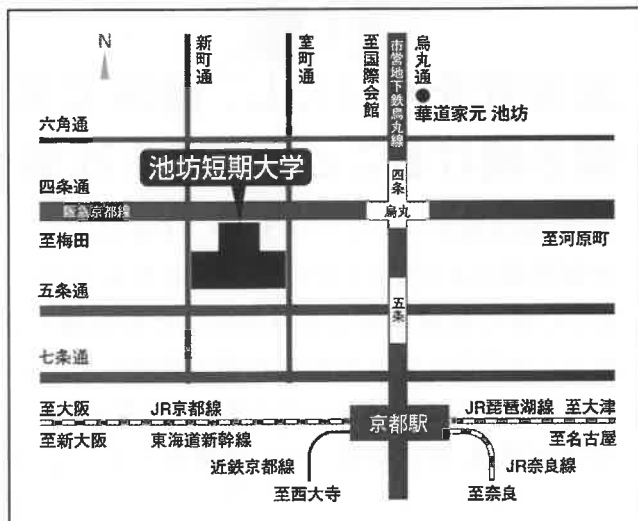 N
新町通
室町通
至国際会館
市営地下鉄烏丸線
烏丸通
華道家元 池坊
六角通
池坊短期大学
四条通
四条
阪急京都線
烏丸
至梅田
至河原町
五条通
五条
七条通
至大阪
JR京都線
JR琵琶湖線
至大津
京都駅
至新大阪
東海道新幹線
至名古屋
近鉄京都線
JR奈良線
至西大寺
至奈良